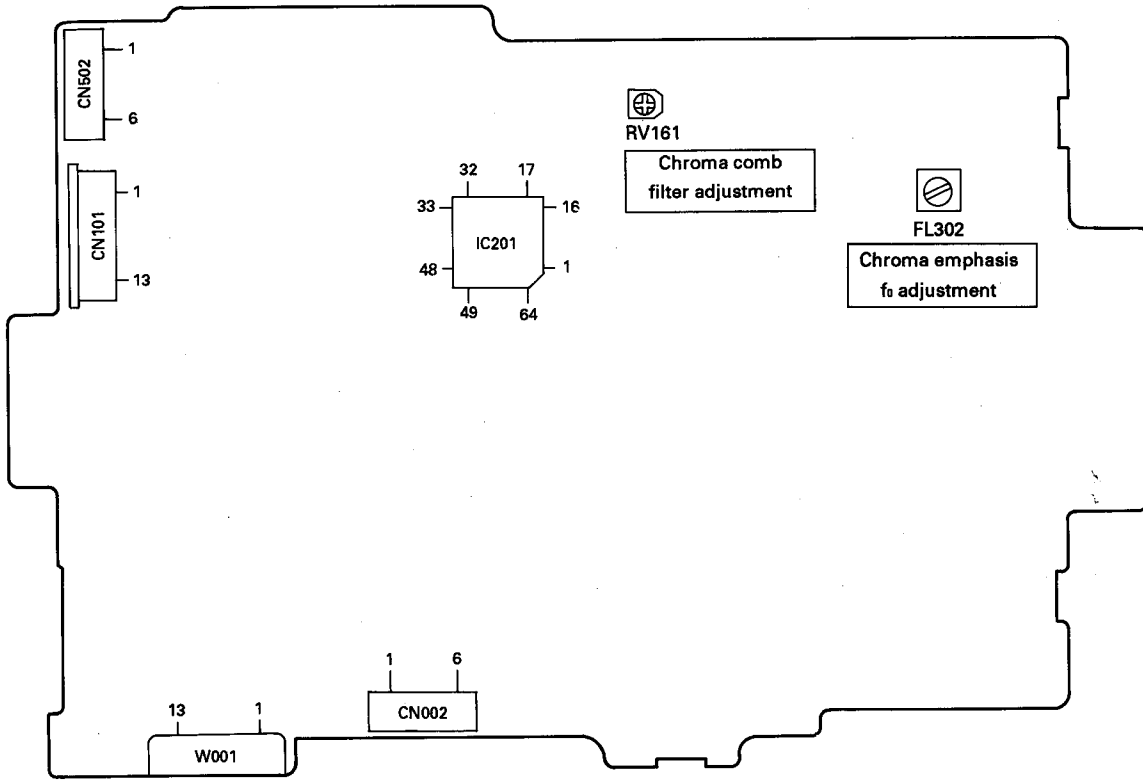 CN502
1
6
CN101
1
13
RV161
Chroma comb
filter adjustment
32
17
33
16
IC201
48
1
49
64
FL302
Chroma emphasis
f₀ adjustment
1
6
CN002
13
1
W001